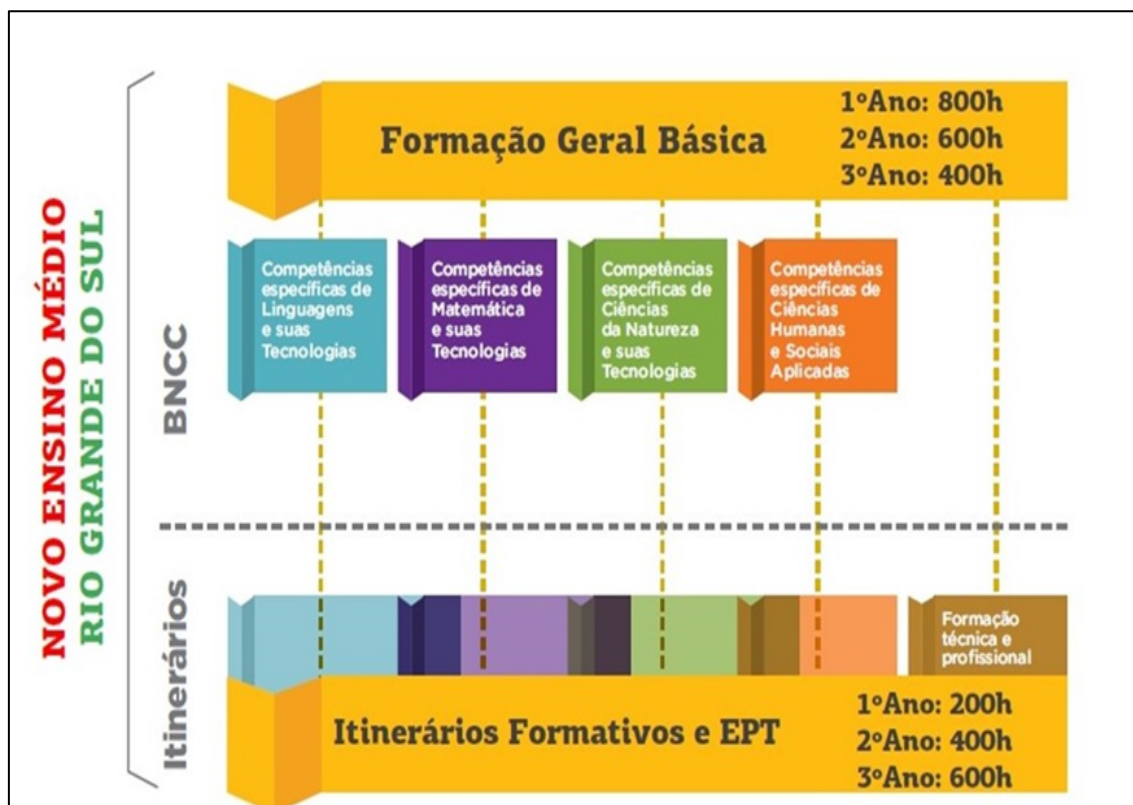 NOVO ENSINO MÉDIO
RIO GRANDE DO SUL
BNCC
Formação Geral Básica
1ºAno: 800h
2ºAno: 600h
3ºAno: 400h
Competências
específicas de
Linguagens
e suas
Tecnologias
Competências
específicas de
Matemática
e suas
Tecnologias
Competências
específicas de
Ciências
da Natureza
e suas
Tecnologias
Competências
específicas de
Ciências
Humanas
e Sociais
Aplicadas
Itinerários
Formação
técnica e
profissional
Itinerários Formativos e EPT
1ºAno: 200h
2ºAno: 400h
3ºAno: 600h